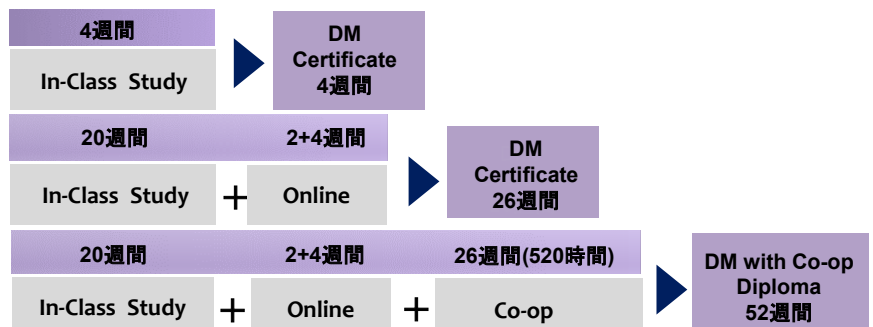 4週間
In-Class Study
DM
Certificate
4週間
20週間 2+4週間
In-Class Study + Online
DM
Certificate
26週間
20週間 2+4週間 26週間(520時間)
In-Class Study + Online + Co-op
DM with Co-op
Diploma
52週間